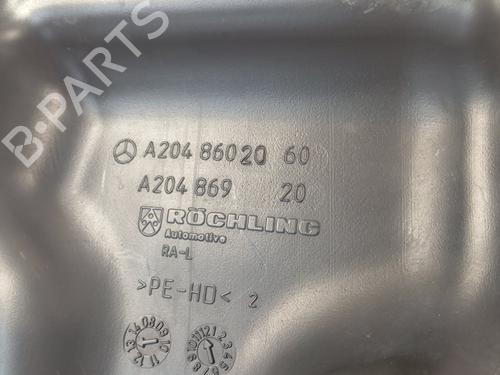 A204 860 20 60
A204 869 20
RÖCHLING
Automotive
RA-L
>PE-HD< 2
B-PARTS